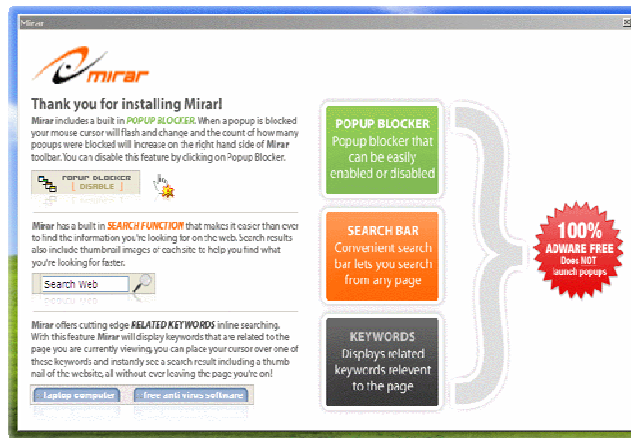 Mirar
mirar
Thank you for installing Mirar!
Mirar includes a built in POPUP BLOCKER. When a popup is blocked
your mouse cursor will flash and change and the count of how many
popups were blocked will increase on the right hand side of Mirar
toolbar. You can disable this feature by clicking on Popup Blocker.
POPUP BLOCKER
[ DISABLE ]
Mirar has a built in SEARCH FUNCTION that makes it easier than ever
to find the information you're looking for on the web. Search results
also include thumbnail images of each site to help you find what
you're looking for faster.
Search Web
Mirar offers cutting edge RELATED KEYWORDS inline searching.
With this feature Mirar will display keywords that are related to the
page you are currently viewing, you can place your cursor over one of
these keywords and instantly see a search result including a thumb
nail of the website, all without ever leaving the page you're on!
laptop computer
free anti virus software
POPUP BLOCKER
Popup blocker that
can be easily
enabled or disabled
SEARCH BAR
Convenient search
bar lets you search
from any page
KEYWORDS
Displays related
keywords relevent
to the page
100%
ADWARE FREE
Does NOT
launch popups